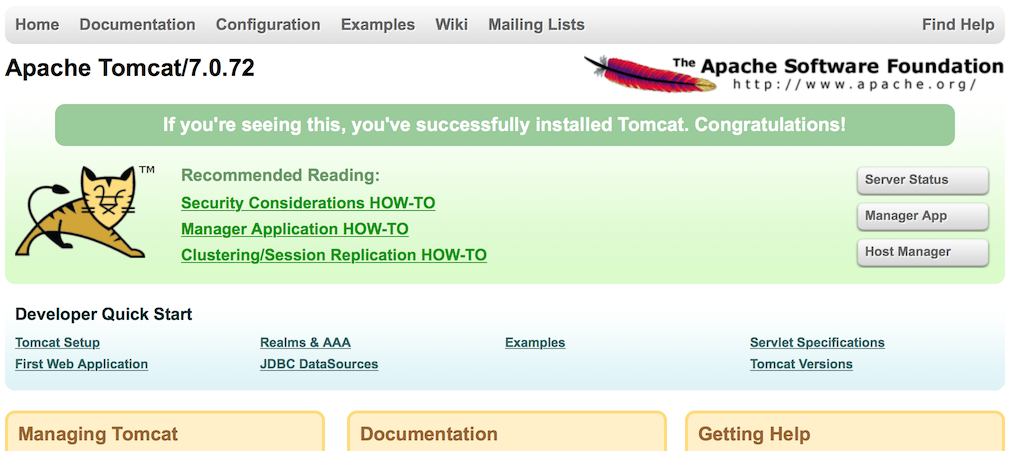 Home Documentation Configuration Examples Wiki Mailing Lists Find Help
Apache Tomcat/7.0.72
The Apache Software Foundation
http://www.apache.org/
If you're seeing this, you've successfully installed Tomcat. Congratulations!
TM
Recommended Reading:
Security Considerations HOW-TO
Manager Application HOW-TO
Clustering/Session Replication HOW-TO
Server Status
Manager App
Host Manager
Developer Quick Start
Tomcat Setup
First Web Application
Realms & AAA
JDBC DataSources
Examples
Servlet Specifications
Tomcat Versions
Managing Tomcat
Documentation
Getting Help